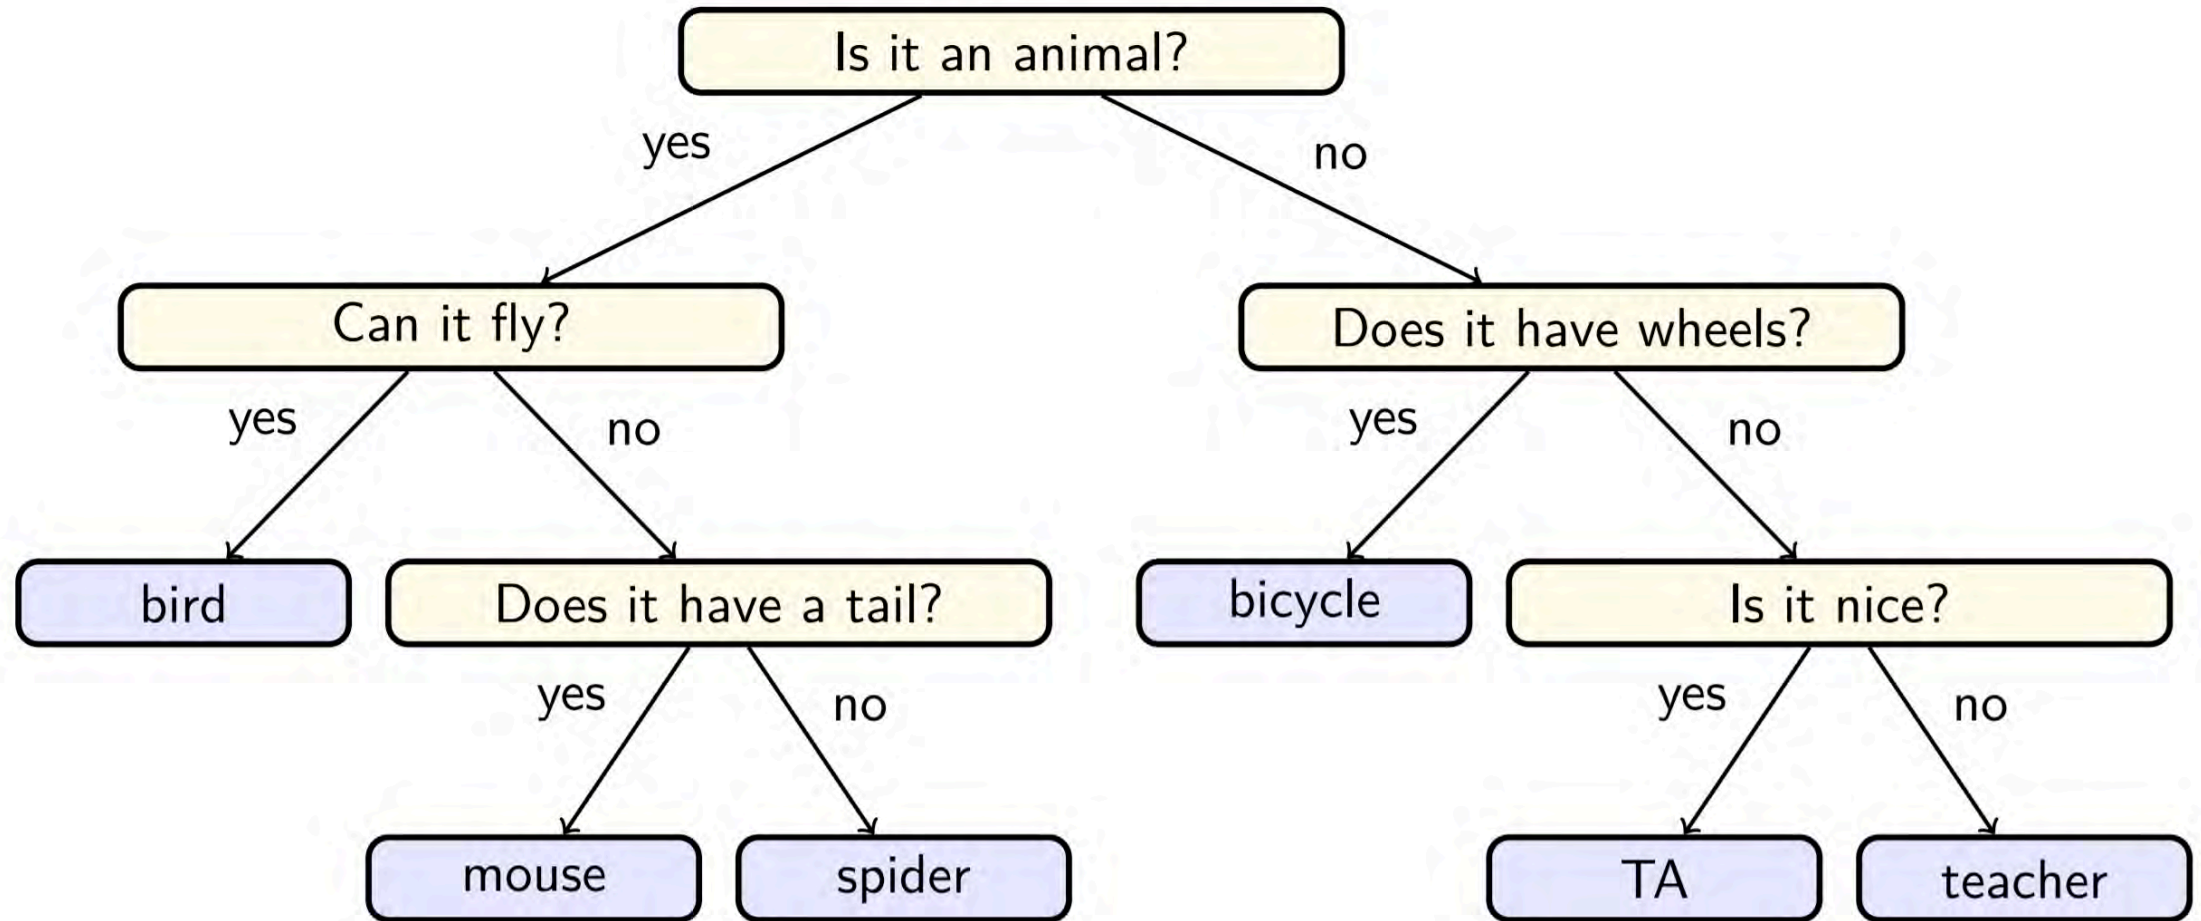 Is it an animal?
yes
no
Can it fly?
Does it have wheels?
yes
no
yes
no
bird
Does it have a tail?
bicycle
Is it nice?
yes
no
yes
no
mouse
spider
TA
teacher